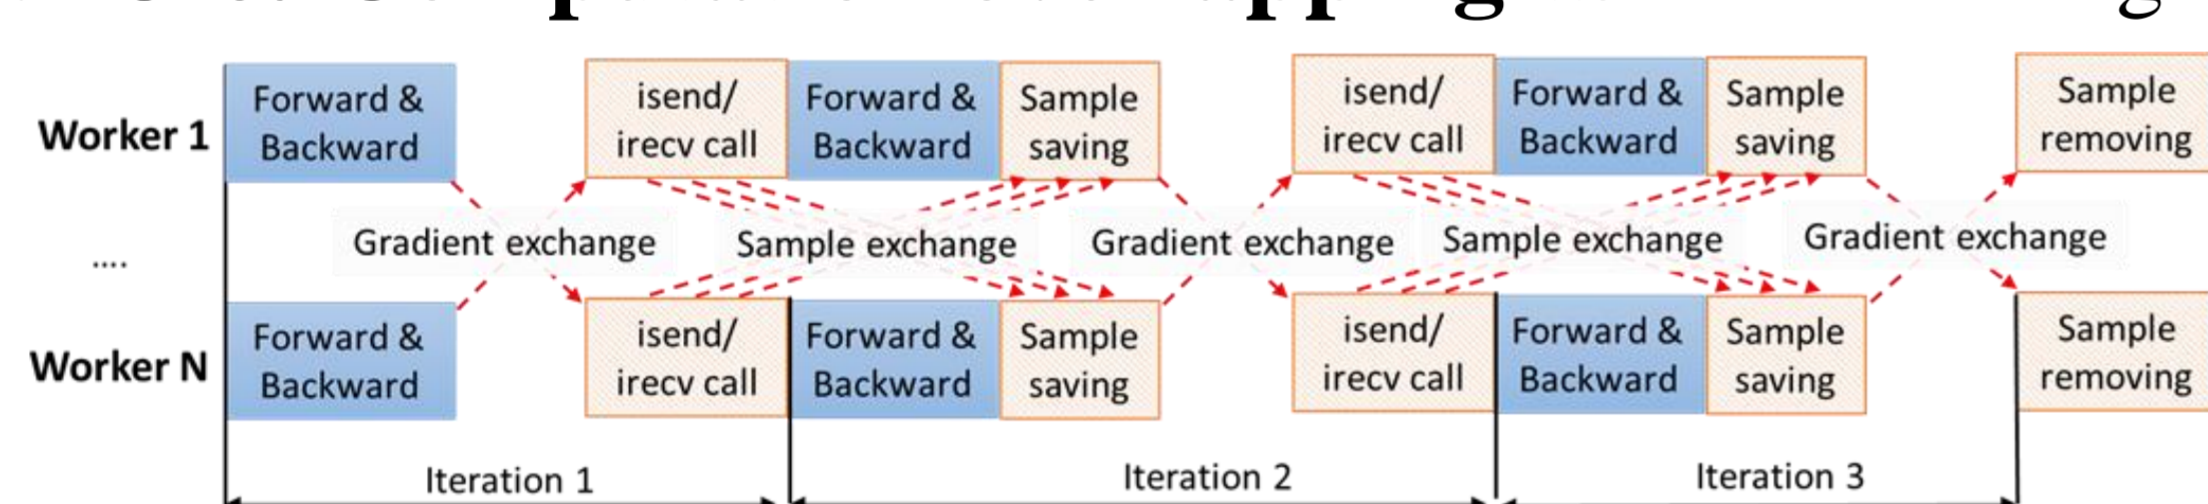 Forward &
Backward
isend/
irecv call
Forward &
Backward
Sample
saving
isend/
irecv call
Forward &
Backward
Sample
saving
Sample
removing
Worker 1
Gradient exchange
Sample exchange
Gradient exchange
Sample exchange
Gradient exchange
....
Forward &
Backward
isend/
irecv call
Forward &
Backward
Sample
saving
isend/
irecv call
Forward &
Backward
Sample
saving
Sample
removing
Worker N
Iteration 1
Iteration 2
Iteration 3